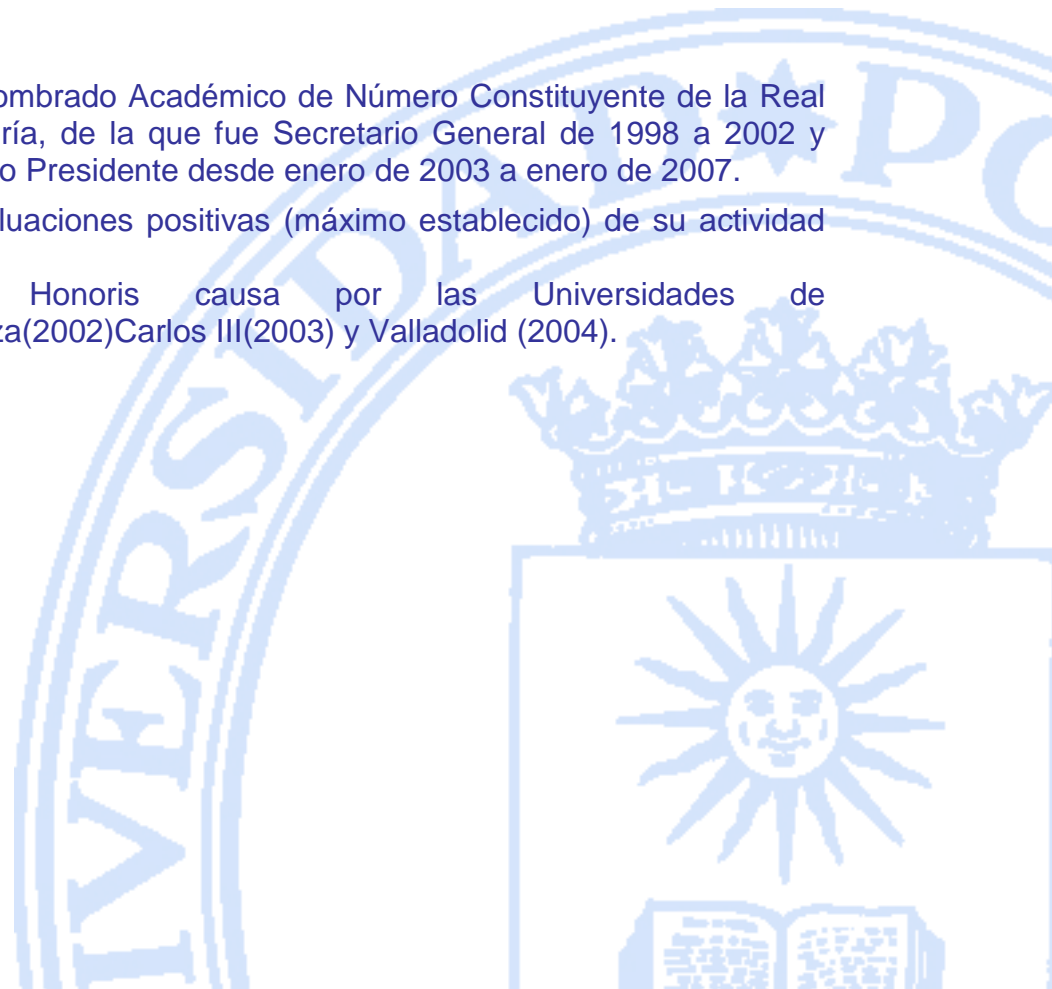 ombrado Académico de Número Constituyente de la Real
ría, de la que fue Secretario General de 1998 a 2002 y
o Presidente desde enero de 2003 a enero de 2007.
luaciones positivas (máximo establecido) de su actividad
Honoris causa por las Universidades de
za(2002)Carlos III(2003) y Valladolid (2004).
IVERSIDAD PO